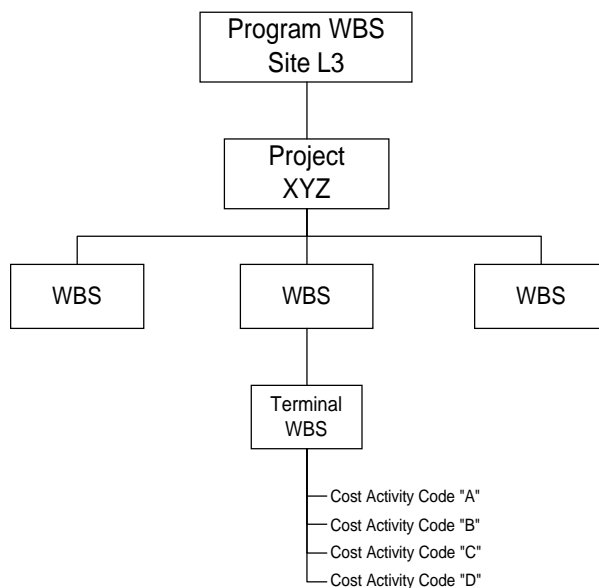 Program WBS
Site L3
Project
XYZ
WBS
WBS
WBS
Terminal
WBS
Cost Activity Code "A"
Cost Activity Code "B"
Cost Activity Code "C"
Cost Activity Code "D"